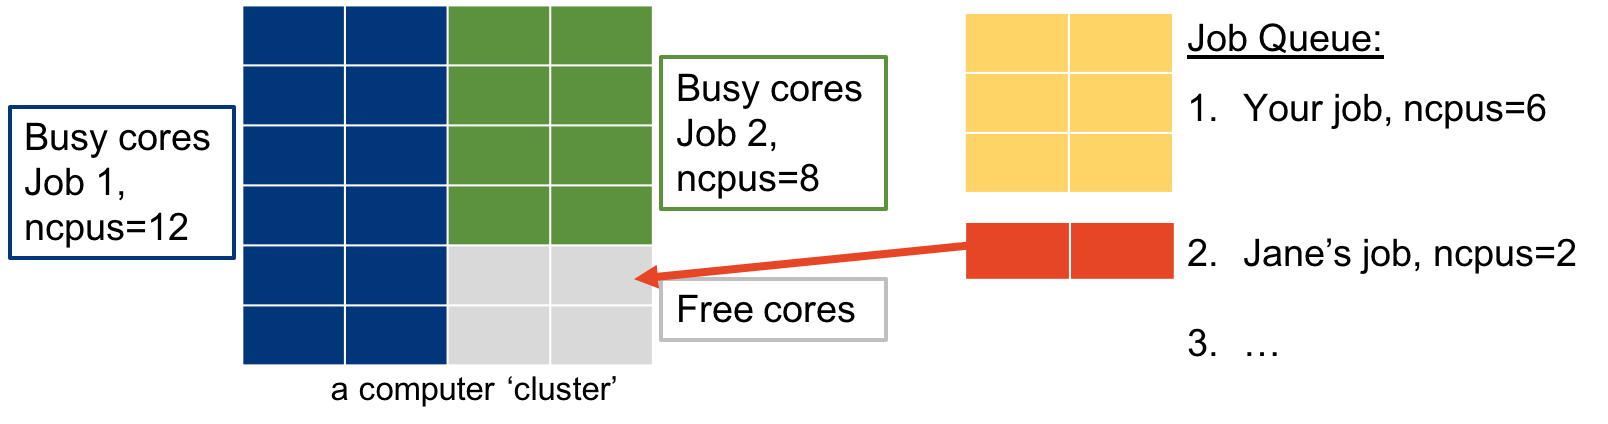 Busy cores
Job 1,
ncpus=12
Busy cores
Job 2,
ncpus=8
Free cores
a computer ‘cluster’
Job Queue:
1. Your job, ncpus=6
2. Jane’s job, ncpus=2
3. …